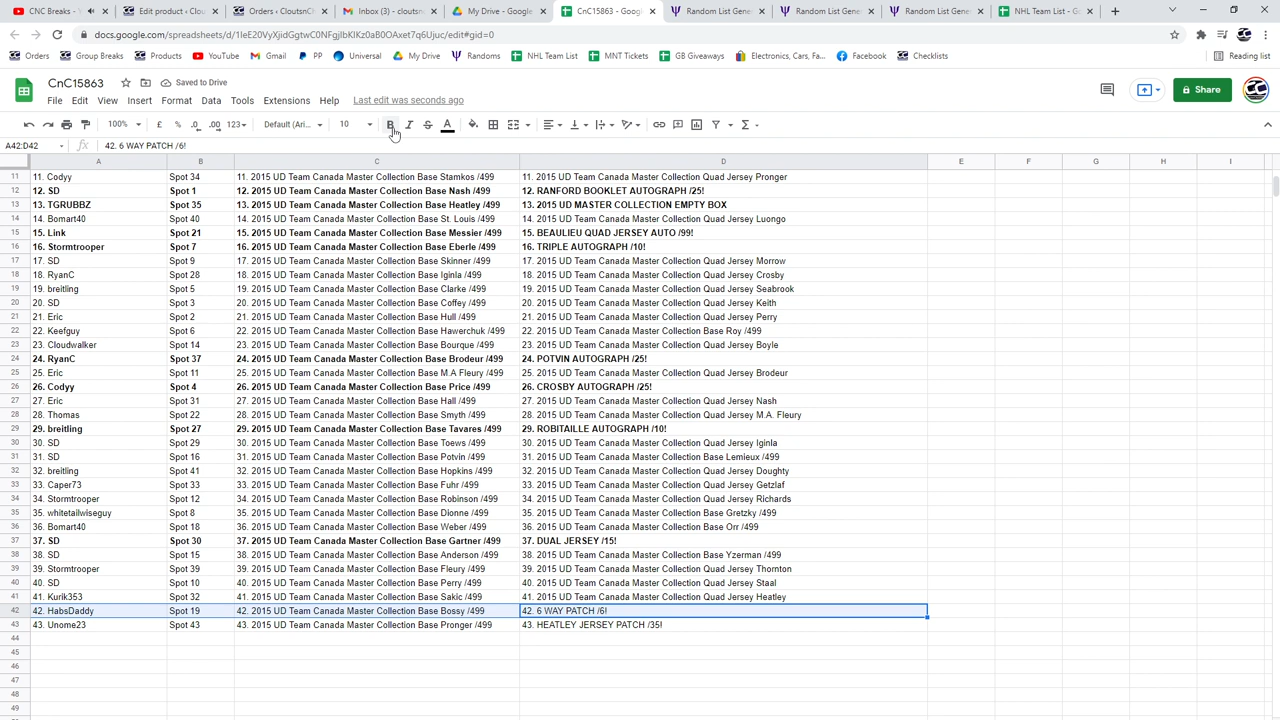 CNC Breaks - Edit product ‹ Clou Orders ‹ CloutsnC Inbox (3) - cloutsno My Drive - Google CnC15863 - Goog Random List Gene Random List Gene Random List Gene NHL Team List - G
docs.google.com/spreadsheets/d/1IeE20VyXjidGgtwC0NFgjlbKIKz0aB0OAxet7q6Ujuc/edit#gid=0
Orders Group Breaks Products YouTube Gmail PP Universal My Drive Randoms NHL Team List MNT Tickets GB Giveaways Electronics, Cars, Fa... Facebook Checklists Reading list
CnC15863 Saved to Drive
File Edit View Insert Format Data Tools Extensions Help Last edit was seconds ago Share
100% £ % .0 .00 123 Default (Ari... 10 B I S A
A42:D42 fx 42. 6 WAY PATCH /6!
A B C D E F G H I
11 11. Codyy Spot 34 11. 2015 UD Team Canada Master Collection Base Stamkos /499 11. 2015 UD Team Canada Master Collection Quad Jersey Pronger
12 12. SD Spot 1 12. 2015 UD Team Canada Master Collection Base Nash /499 12. RANFORD BOOKLET AUTOGRAPH /25!
13 13. TGRUBBZ Spot 35 13. 2015 UD Team Canada Master Collection Base Heatley /499 13. 2015 UD MASTER COLLECTION EMPTY BOX
14 14. Bomart40 Spot 40 14. 2015 UD Team Canada Master Collection Base St. Louis /499 14. 2015 UD Team Canada Master Collection Quad Jersey Luongo
15 15. Link Spot 21 15. 2015 UD Team Canada Master Collection Base Messier /499 15. BEAULIEU QUAD JERSEY AUTO /99!
16 16. Stormtrooper Spot 7 16. 2015 UD Team Canada Master Collection Base Eberle /499 16. TRIPLE AUTOGRAPH /10!
17 17. SD Spot 9 17. 2015 UD Team Canada Master Collection Base Skinner /499 17. 2015 UD Team Canada Master Collection Quad Jersey Morrow
18 18. RyanC Spot 28 18. 2015 UD Team Canada Master Collection Base Iginla /499 18. 2015 UD Team Canada Master Collection Quad Jersey Crosby
19 19. breitling Spot 5 19. 2015 UD Team Canada Master Collection Base Clarke /499 19. 2015 UD Team Canada Master Collection Quad Jersey Seabrook
20 20. SD Spot 3 20. 2015 UD Team Canada Master Collection Base Coffey /499 20. 2015 UD Team Canada Master Collection Quad Jersey Keith
21 21. Eric Spot 2 21. 2015 UD Team Canada Master Collection Base Hull /499 21. 2015 UD Team Canada Master Collection Quad Jersey Perry
22 22. Keefguy Spot 6 22. 2015 UD Team Canada Master Collection Base Hawerchuk /499 22. 2015 UD Team Canada Master Collection Base Roy /499
23 23. Cloudwalker Spot 14 23. 2015 UD Team Canada Master Collection Base Bourque /499 23. 2015 UD Team Canada Master Collection Quad Jersey Boyle
24 24. RyanC Spot 37 24. 2015 UD Team Canada Master Collection Base Brodeur /499 24. POTVIN AUTOGRAPH /25!
25 25. Eric Spot 11 25. 2015 UD Team Canada Master Collection Base M.A Fleury /499 25. 2015 UD Team Canada Master Collection Quad Jersey Brodeur
26 26. Codyy Spot 4 26. 2015 UD Team Canada Master Collection Base Price /499 26. CROSBY AUTOGRAPH /25!
27 27. Eric Spot 31 27. 2015 UD Team Canada Master Collection Base Hall /499 27. 2015 UD Team Canada Master Collection Quad Jersey Nash
28 28. Thomas Spot 22 28. 2015 UD Team Canada Master Collection Base Smyth /499 28. 2015 UD Team Canada Master Collection Quad Jersey M.A. Fleury
29 29. breitling Spot 27 29. 2015 UD Team Canada Master Collection Base Tavares /499 29. ROBITAILLE AUTOGRAPH /10!
30 30. SD Spot 29 30. 2015 UD Team Canada Master Collection Base Toews /499 30. 2015 UD Team Canada Master Collection Quad Jersey Iginla
31 31. SD Spot 16 31. 2015 UD Team Canada Master Collection Base Potvin /499 31. 2015 UD Team Canada Master Collection Base Lemieux /499
32 32. breitling Spot 41 32. 2015 UD Team Canada Master Collection Base Hopkins /499 32. 2015 UD Team Canada Master Collection Quad Jersey Doughty
33 33. Caper73 Spot 33 33. 2015 UD Team Canada Master Collection Base Fuhr /499 33. 2015 UD Team Canada Master Collection Quad Jersey Getzlaf
34 34. Stormtrooper Spot 12 34. 2015 UD Team Canada Master Collection Base Robinson /499 34. 2015 UD Team Canada Master Collection Quad Jersey Richards
35 35. whitetailwiseguy Spot 8 35. 2015 UD Team Canada Master Collection Base Dionne /499 35. 2015 UD Team Canada Master Collection Base Gretzky /499
36 36. Bomart40 Spot 18 36. 2015 UD Team Canada Master Collection Base Weber /499 36. 2015 UD Team Canada Master Collection Base Orr /499
37 37. SD Spot 30 37. 2015 UD Team Canada Master Collection Base Gartner /499 37. DUAL JERSEY /15!
38 38. SD Spot 15 38. 2015 UD Team Canada Master Collection Base Anderson /499 38. 2015 UD Team Canada Master Collection Base Yzerman /499
39 39. Stormtrooper Spot 39 39. 2015 UD Team Canada Master Collection Base Fleury /499 39. 2015 UD Team Canada Master Collection Quad Jersey Thornton
40 40. SD Spot 10 40. 2015 UD Team Canada Master Collection Base Perry /499 40. 2015 UD Team Canada Master Collection Quad Jersey Staal
41 41. Kurik353 Spot 32 41. 2015 UD Team Canada Master Collection Base Sakic /499 41. 2015 UD Team Canada Master Collection Quad Jersey Heatley
42 42. HabsDaddy Spot 19 42. 2015 UD Team Canada Master Collection Base Bossy /499 42. 6 WAY PATCH /6!
43 43. Unome23 Spot 43 43. 2015 UD Team Canada Master Collection Base Pronger /499 43. HEATLEY JERSEY PATCH /35!
44
45
46
47
48
49